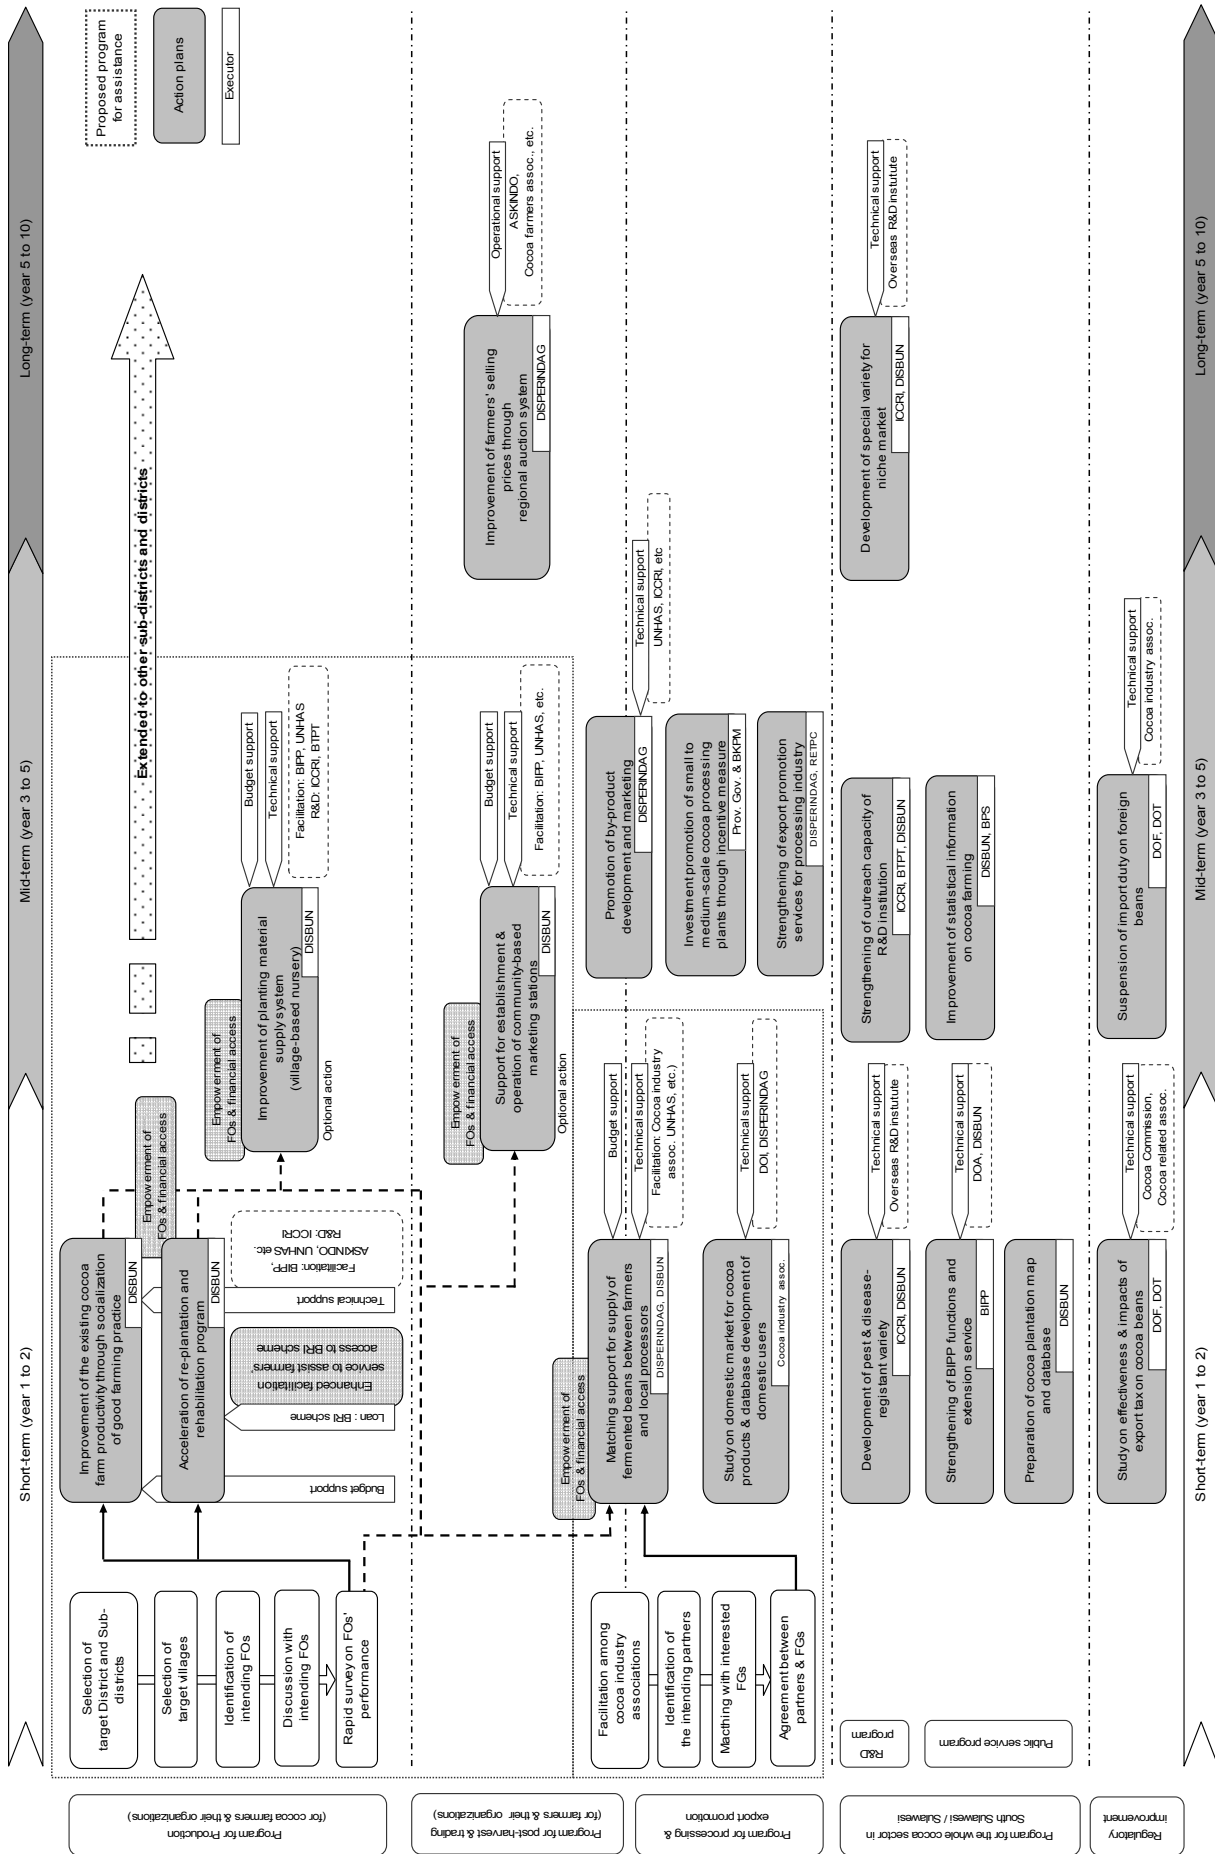 Short-term (year 1 to 2)
Mid-term (year 3 to 5)
Long-term (year 5 to 10)
Proposed program
for assistance
Action plans
Executor
Program for Production
(for cocoa farmers & their organizations)
Selection of
target District and Sub-
districts
Selection of
target villages
Identification of
intending FOs
Discussion with
intending FOs
Rapid survey on FOs'
performance
Improvement of the existing cocoa
farm productivity through socialization
of good farming practice
DISBUN
Empowerment of
FOs & financial access
Acceleration of re-plantation and
rehabilitation program
DISBUN
Budget support
Loan : BRI scheme
Enhanced facilitation
service to assist farmers'
access to BRI scheme
Technical support
Facilitation: BIPP,
ASKINDO, UNHAS etc.
R&D: ICCRI
Extended to other sub-districts and districts
Empowerment of
FOs & financial access
Improvement of planting material
supply system
(village-based nursery)
DISBUN
Optional action
Budget support
Technical support
Facilitation: BIPP, UNHAS
R&D: ICCRI, BTPT
Program for post-harvest & trading
(for farmers & their organizations)
Empowerment of
FOs & financial access
Support for establishment &
operation of community-based
marketing stations
DISBUN
Optional action
Budget support
Technical support
Facilitation: BIPP, UNHAS, etc.
Improvement of farmers' selling
prices through
regional auction system
DISPERINDAG
Operational support
ASKINDO,
Cocoa farmers assoc., etc.
Program for processing &
export promotion
Facilitation among
cocoa industry
associations
Identification of
the intending partners
Macthing with interested
FGs
Agreement between
partners & FGs
Empowerment of
FOs & financial access
Matching support for supply of
fermented beans between farmers
and local processors
DISPERINDAG, DISBUN
Budget support
Technical support
Facilitation: Cocoa industry
assoc. UNHAS, etc.)
Study on domestic market for cocoa
products & database development of
domestic users
Cocoa industry assoc.
Technical support
DOI, DISPERINDAG
Promotion of by-product
development and marketing
DISPERINDAG
Technical support
UNHAS, ICCRI, etc
Investment promotion of small to
medium-scale cocoa processing
plants through incentive measure
Prov. Gov. & BKPM
Strengthening of export promotion
services for processing industry
DISPERINDAG, RETPC
Program for the whole cocoa sector in
South Sulawesi / Sulawesi
R&D
program
Public service program
Development of pest & disease-
registant variety
ICCRI, DISBUN
Technical support
Overseas R&D instutute
Strengthening of BIPP functions and
extension service
BIPP
Technical support
DOA, DISBUN
Preparation of cocoa plantation map
and database
DISBUN
Strengthening of outreach capacity of
R&D institution
ICCRI, BTPT, DISBUN
Improvement of statistical information
on cocoa farming
DISBUN, BPS
Development of special variety for
niche market
ICCRI, DISBUN
Technical support
Overseas R&D instutute
Regulatory
improvement
Study on effectiveness & impacts of
export tax on cocoa beans
DOF, DOT
Technical support
Cocoa Commission,
Cocoa related assoc.
Suspension of import duty on foreign
beans
DOF, DOT
Technical support
Cocoa industry assoc.
Short-term (year 1 to 2)
Mid-term (year 3 to 5)
Long-term (year 5 to 10)